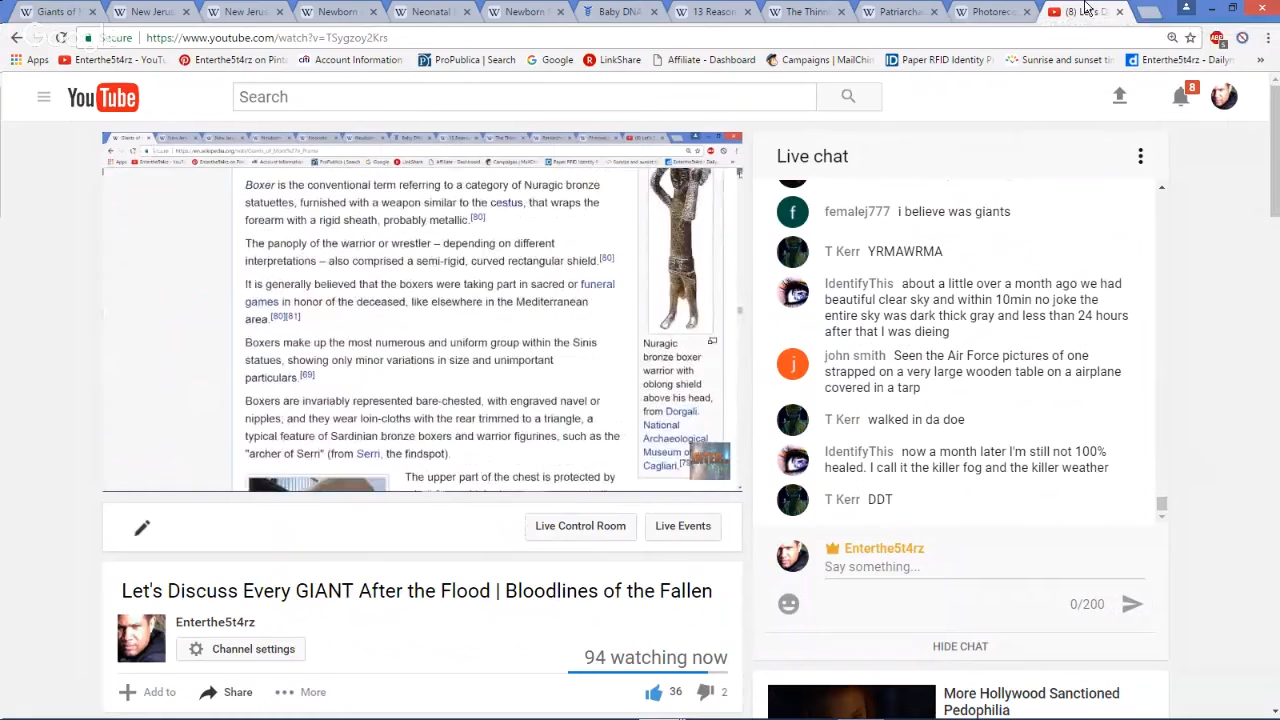 Giants of M
New Jerus
New Jerus
Newborn
Neonatal I
Newborn
Baby DNA
13 Reason
The Thinn
Patriarcha
Photorece
(8) Let's D
Secure https://www.youtube.com/watch?v=TSygzoy2Krs
Apps Enterthe5t4rz - YouTu Enterthe5t4rz on Pint Account Information ProPublica | Search Google LinkShare Affiliate - Dashboard Campaigns | MailChim Paper RFID Identity Pr Sunrise and sunset tim Enterthe5t4rz - Dailyn
YouTube
Search
8
Boxer is the conventional term referring to a category of Nuragic bronze
statuettes, furnished with a weapon similar to the cestus, that wraps the
forearm with a rigid sheath, probably metallic.[80]
The panoply of the warrior or wrestler – depending on different
interpretations – also comprised a semi-rigid, curved rectangular shield.[80]
It is generally believed that the boxers were taking part in sacred or funeral
games in honor of the deceased, like elsewhere in the Mediterranean
area.[80][81]
Boxers make up the most numerous and uniform group within the Sinis
statues, showing only minor variations in size and unimportant
particulars.[69]
Boxers are invariably represented bare-chested, with engraved navel or
nipples, and they wear loin-cloths with the rear trimmed to a triangle, a
typical feature of Sardinian bronze boxers and warrior figurines, such as the
"archer of Serri" (from Serri, the findspot).
The upper part of the chest is protected by
Nuragic
bronze boxer
warrior with
oblong shield
above his head,
from Dorgali.
National
Archaeological
Museum of
Cagliari.[79]
Live chat
femalej777 i believe was giants
T Kerr YRMAWRMA
IdentifyThis about a little over a month ago we had
beautiful clear sky and within 10min no joke the
entire sky was dark thick gray and less than 24 hours
after that I was dieing
john smith Seen the Air Force pictures of one
strapped on a very large wooden table on a airplane
covered in a tarp
T Kerr walked in da doe
IdentifyThis now a month later I'm still not 100%
healed. I call it the killer fog and the killer weather
T Kerr DDT
Enterthe5t4rz
Say something...
0/200
HIDE CHAT
Live Control Room
Live Events
Let's Discuss Every GIANT After the Flood | Bloodlines of the Fallen
Enterthe5t4rz
Channel settings
94 watching now
Add to Share More
36 2
More Hollywood Sanctioned
Pedophilia